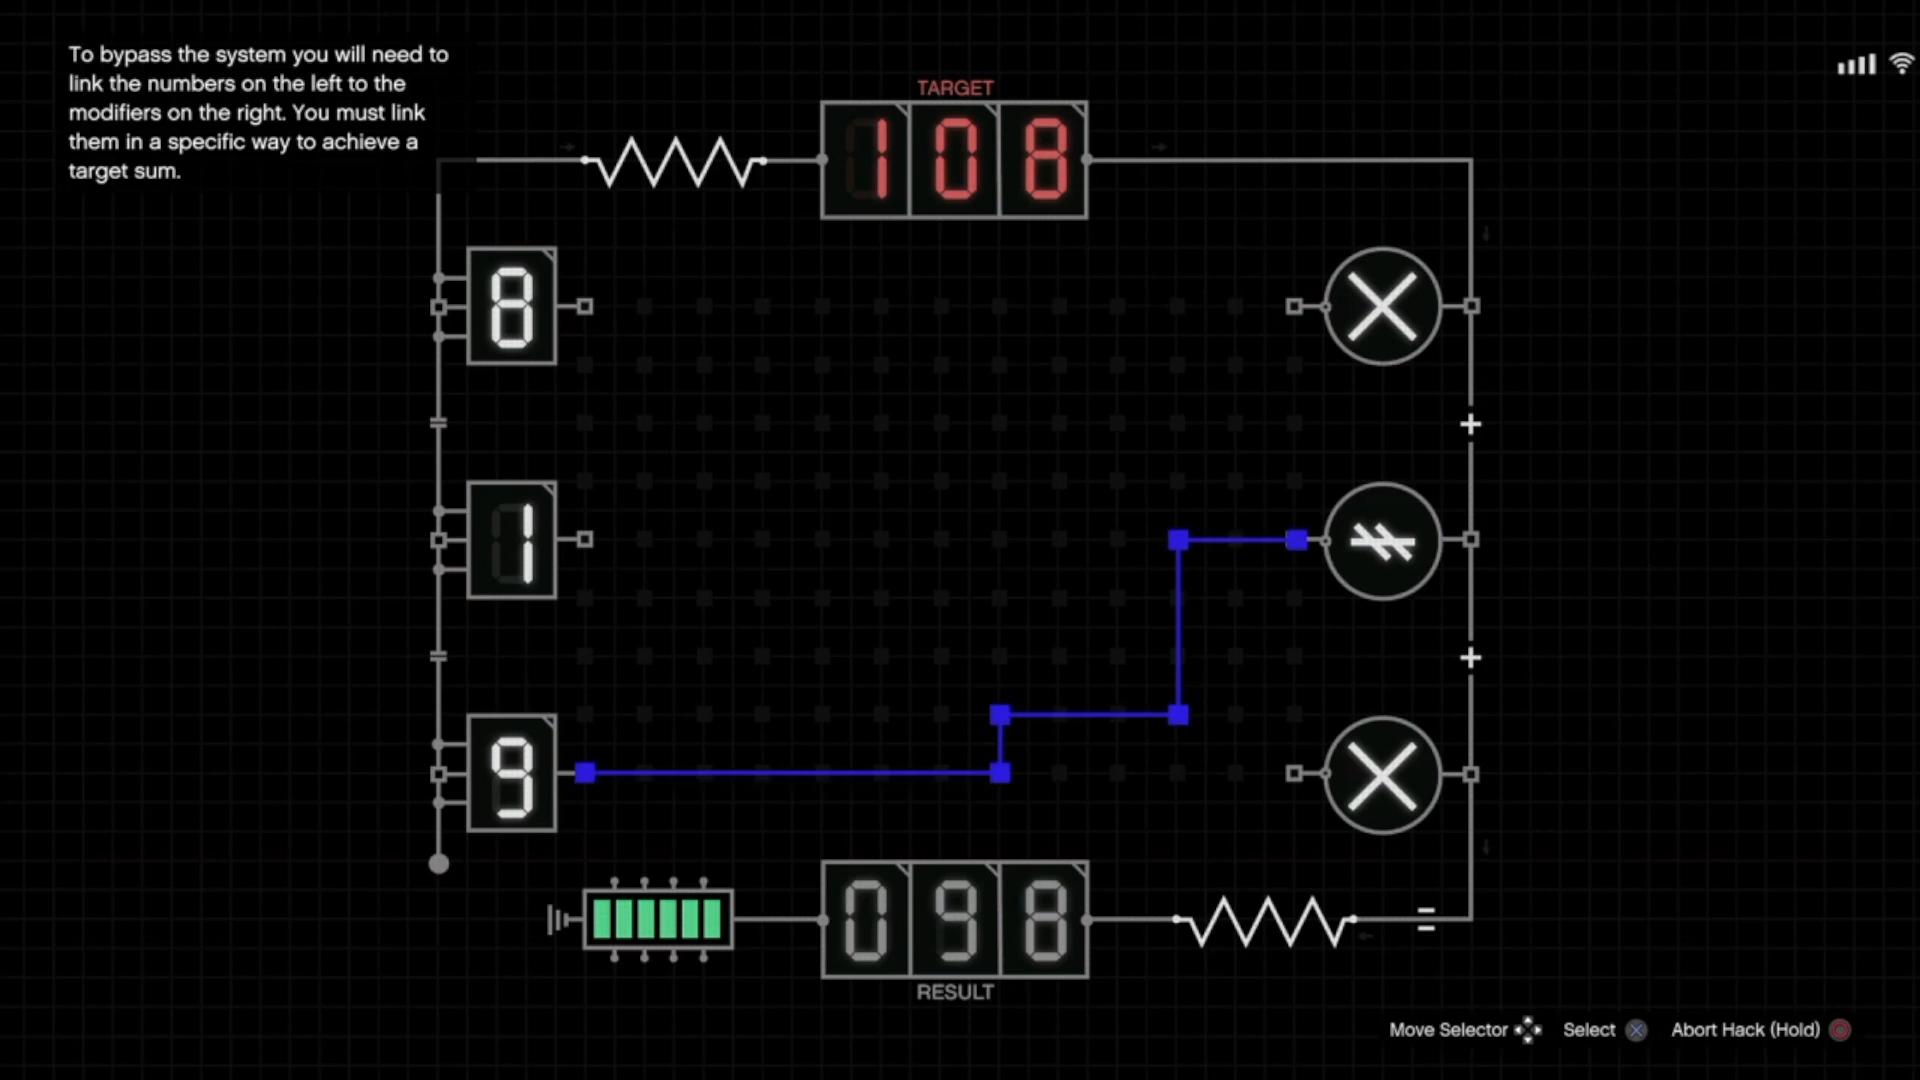 To bypass the system you will need to
link the numbers on the left to the
modifiers on the right. You must link
them in a specific way to achieve a
target sum.
TARGET
108
8
1
+
9
+
098
=
RESULT
Move Selector Select Abort Hack (Hold)